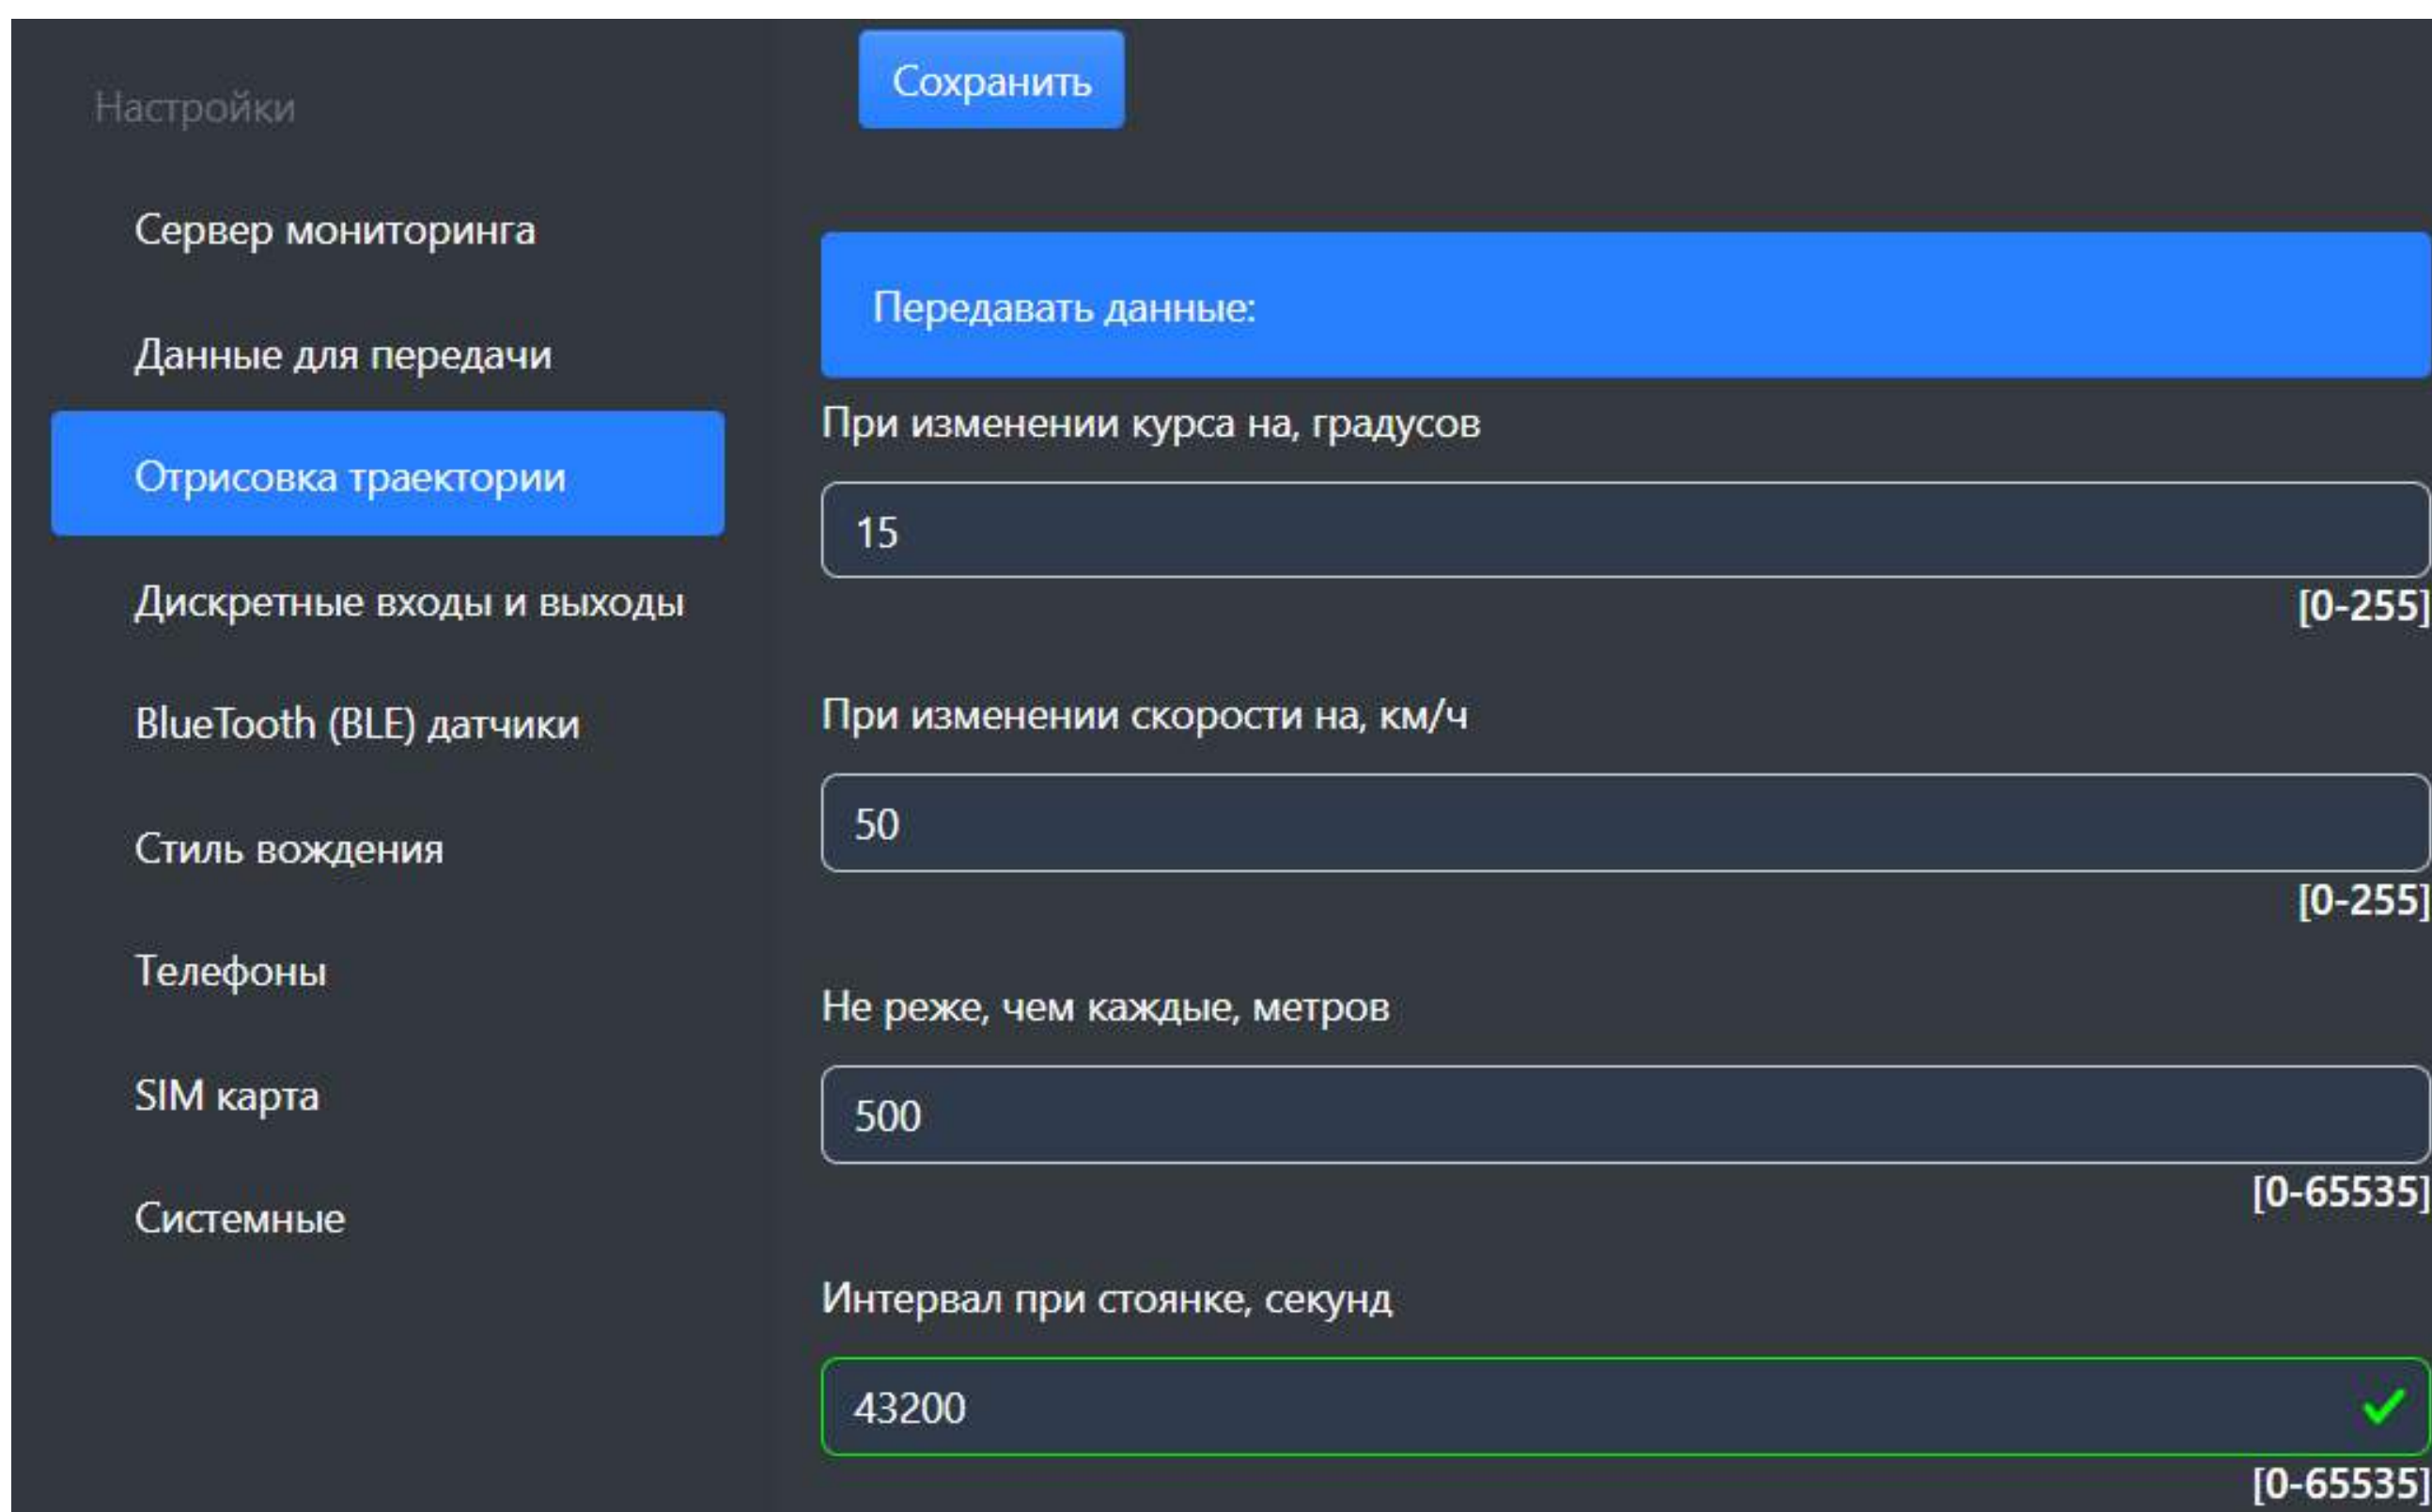 Настройки
Сервер мониторинга
Данные для передачи
Отрисовка траектории
Дискретные входы и выходы
BlueTooth (BLE) датчики
Стиль вождения
Телефоны
SIM карта
Системные
Сохранить
Передавать данные:
При изменении курса на, градусов
15
[0-255]
При изменении скорости на, км/ч
50
[0-255]
Не реже, чем каждые, метров
500
[0-65535]
Интервал при стоянке, секунд
43200
[0-65535]